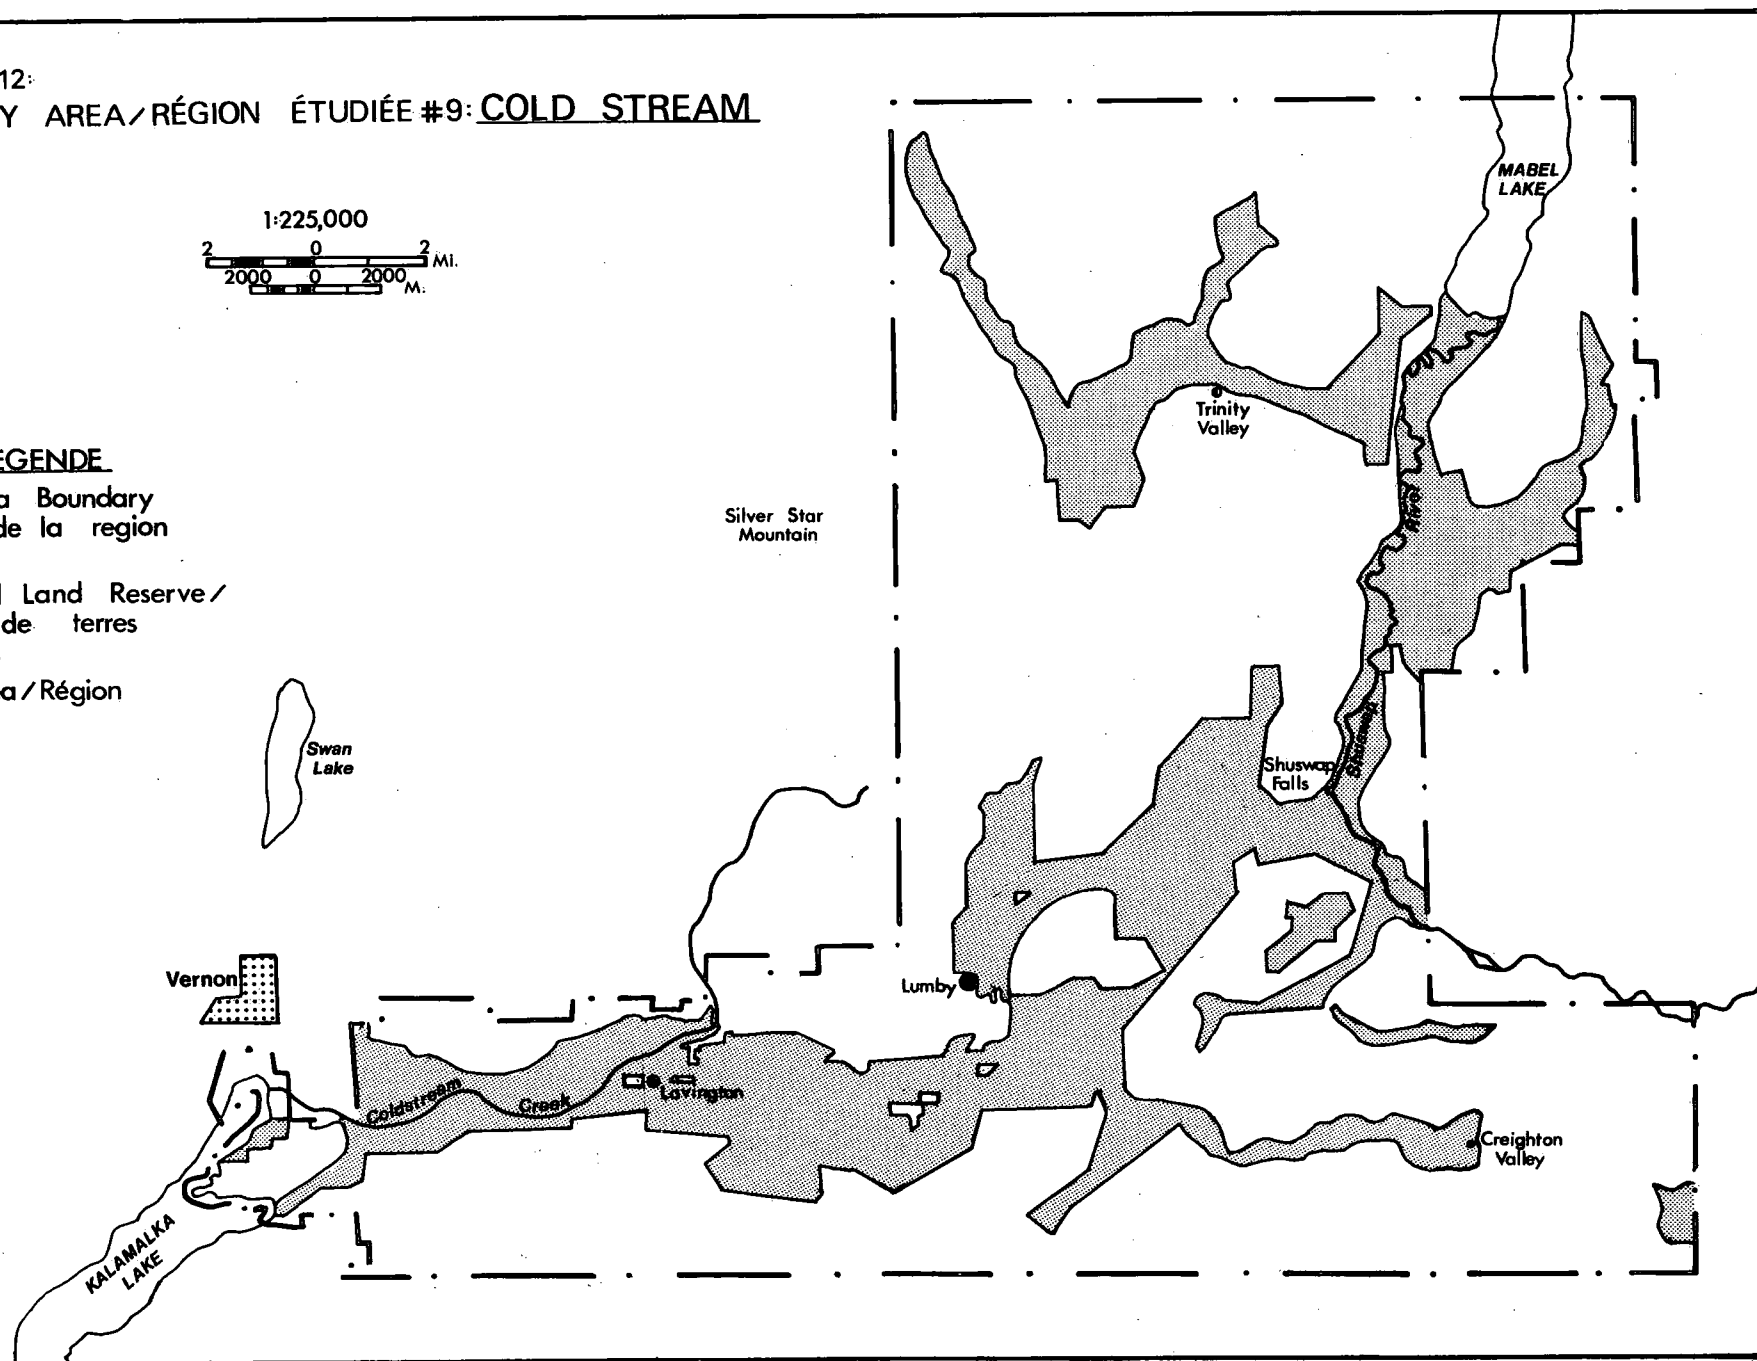 12:
Y AREA/RÉGION ÉTUDIÉE #9: COLD STREAM
1:225,000
2 0 2 Mi.
2000 0 2000 M.
MABEL
LAKE
EGENDE
a Boundary
de la region
l Land Reserve/
de terres
a/Région
Trinity
Valley
Silver Star
Mountain
River
Swan
Lake
Shuswap
Shuswap
Falls
Vernon
Lumby
Coldstream
Creek
Lavington
Creighton
Valley
KALAMALKA
LAKE